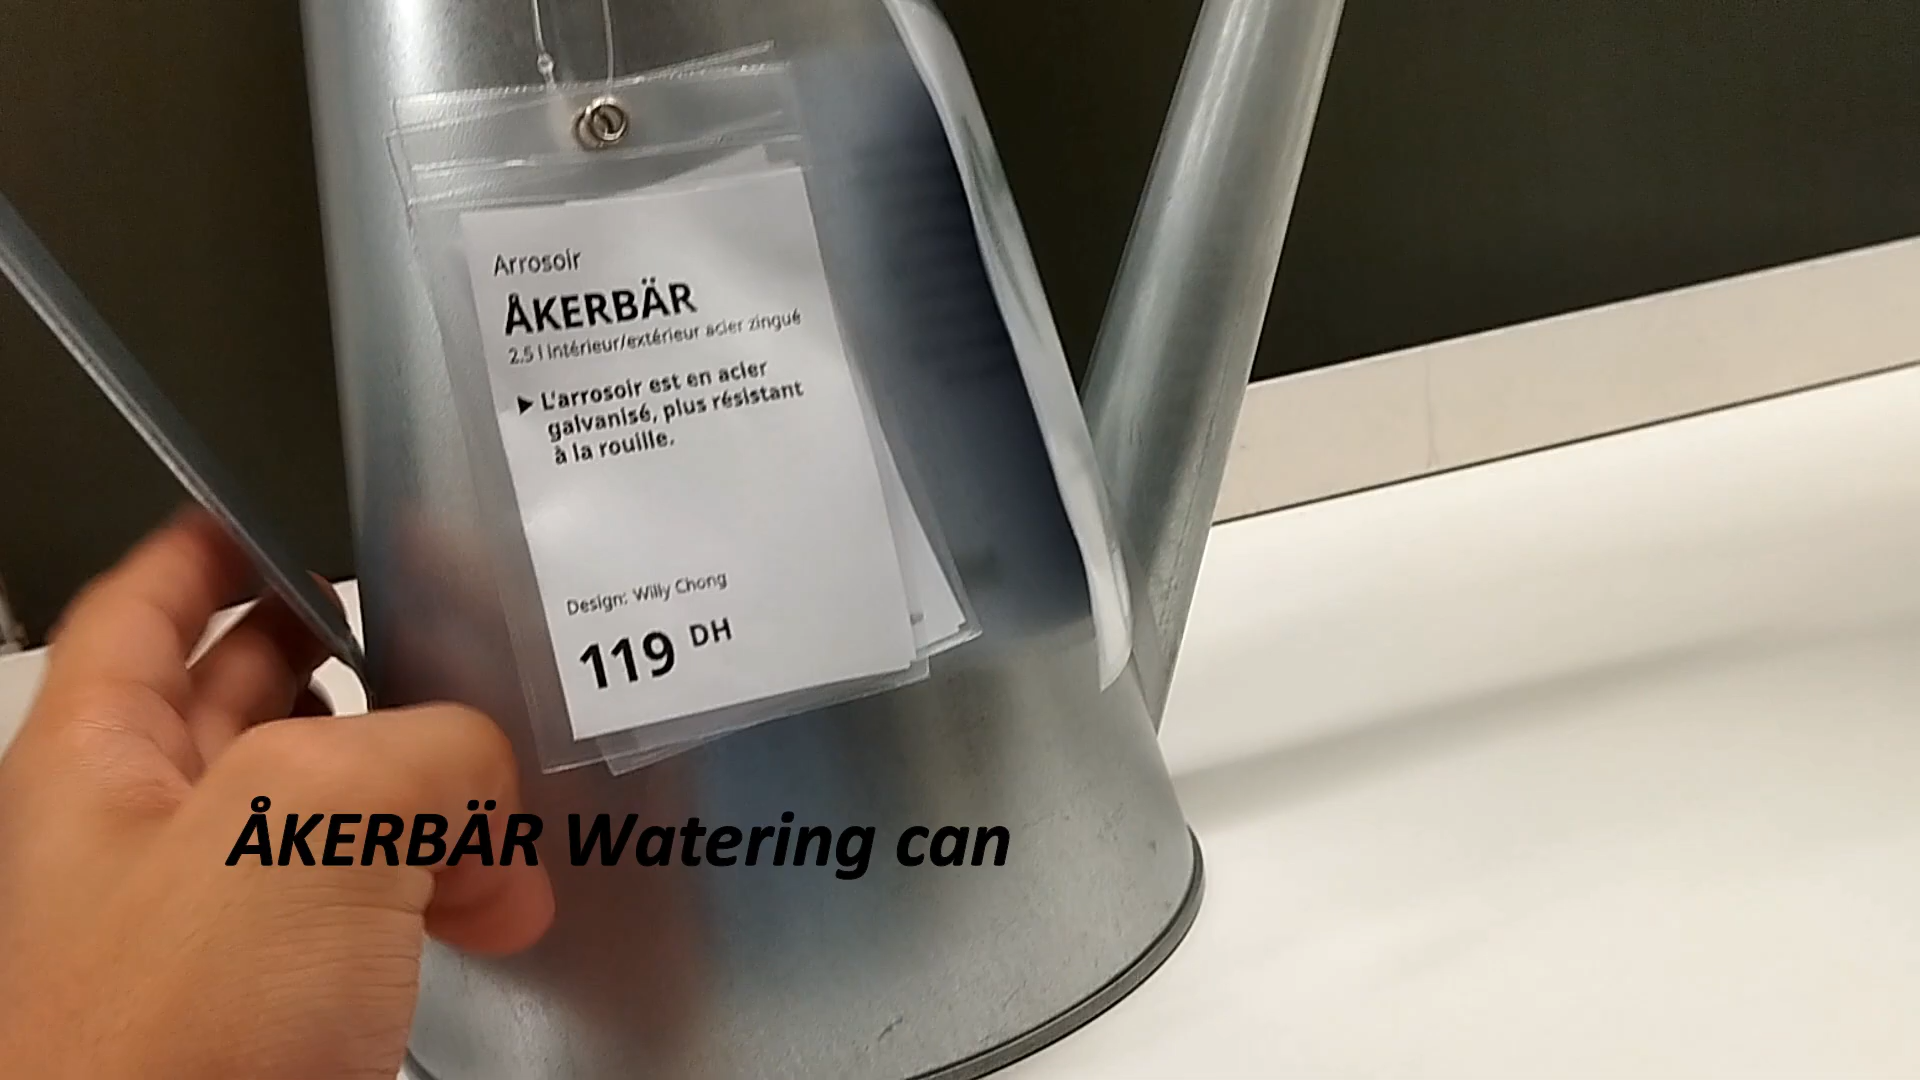 Arrosoir
ÅKERBÄR
2.5 l intérieur/extérieur acier zingué
► L'arrosoir est en acier
galvanisé, plus résistant
à la rouille.
Design: Willy Chong
119 DH
ÅKERBÄR Watering can